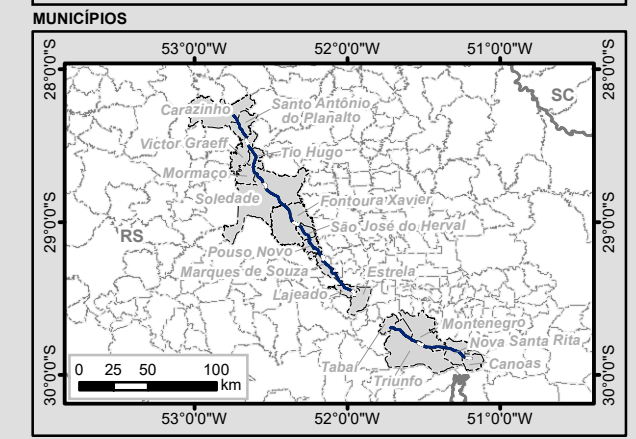 MUNICÍPIOS
53°0'0"W 52°0'0"W 51°0'0"W
28°0'0"S
28°0'0"S
SC
Carazinho
Santo Antônio
do Planalto
Victor Graeff
Tio Hugo
Mormaço
Soledade
Fontoura Xavier
29°0'0"S
29°0'0"S
São José do Herval
RS
Pouso Novo
Marques de Souza
Estrela
Lajeado
Montenegro
Nova Santa Rita
Tabaí
Canoas
Triunfo
30°0'0"S
30°0'0"S
0 25 50 100
km
53°0'0"W 52°0'0"W 51°0'0"W